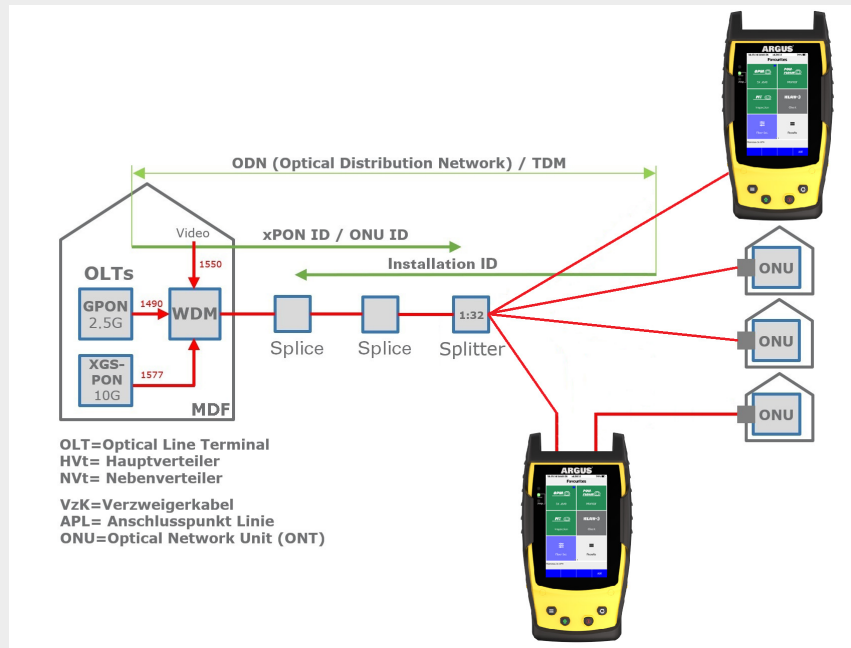 ARGUS
Favourites
ODN (Optical Distribution Network) / TDM
Video
xPON ID / ONU ID
1550
Installation ID
OLTs
GPON
2,5G
1490
WDM
1:32
ONU
Splice
Splice
Splitter
ONU
XGS-
PON
10G
1577
MDF
ONU
OLT=Optical Line Terminal
HVt= Hauptverteiler
NVt= Nebenverteiler
VzK=Verzweigerkabel
APL= Anschlusspunkt Linie
ONU=Optical Network Unit (ONT)
ARGUS
Favourites